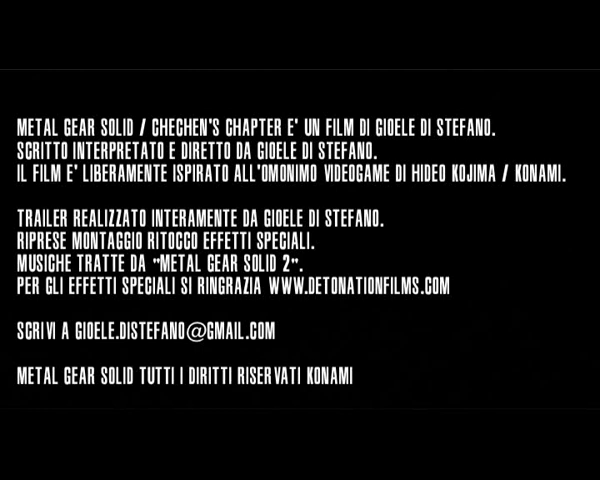 METAL GEAR SOLID / CHECHEN'S CHAPTER E' UN FILM DI GIOELE DI STEFANO.
SCRITTO INTERPRETATO E DIRETTO DA GIOELE DI STEFANO.
IL FILM E' LIBERAMENTE ISPIRATO ALL'OMONIMO VIDEOGAME DI HIDEO KOJIMA / KONAMI.
TRAILER REALIZZATO INTERAMENTE DA GIOELE DI STEFANO.
RIPRESE MONTAGGIO RITOCCO EFFETTI SPECIALI.
MUSICHE TRATTE DA "METAL GEAR SOLID 2".
PER GLI EFFETTI SPECIALI SI RINGRAZIA WWW.DETONATIONFILMS.COM
SCRIVI A GIOELE.DISTEFANO@GMAIL.COM
METAL GEAR SOLID TUTTI I DIRITTI RISERVATI KONAMI